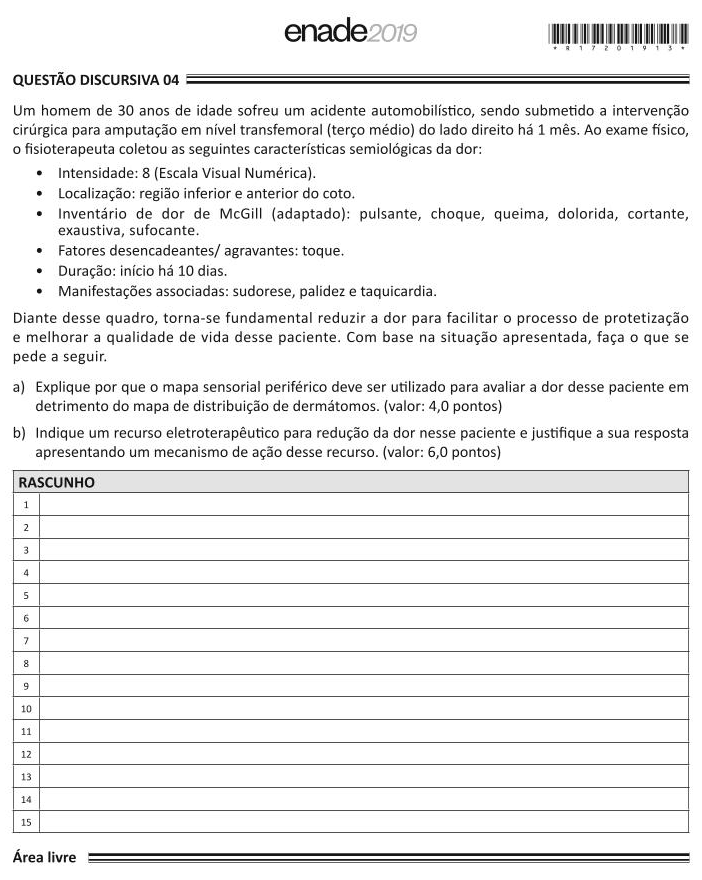 enade2019
* R 1 7 2 0 1 9 1 3 *
QUESTÃO DISCURSIVA 04
Um homem de 30 anos de idade sofreu um acidente automobilístico, sendo submetido a intervenção
cirúrgica para amputação em nível transfemoral (terço médio) do lado direito há 1 mês. Ao exame físico,
o fisioterapeuta coletou as seguintes características semiológicas da dor:
• Intensidade: 8 (Escala Visual Numérica).
• Localização: região inferior e anterior do coto.
• Inventário de dor de McGill (adaptado): pulsante, choque, queima, dolorida, cortante,
exaustiva, sufocante.
• Fatores desencadeantes/ agravantes: toque.
• Duração: início há 10 dias.
• Manifestações associadas: sudorese, palidez e taquicardia.
Diante desse quadro, torna-se fundamental reduzir a dor para facilitar o processo de protetização
e melhorar a qualidade de vida desse paciente. Com base na situação apresentada, faça o que se
pede a seguir.
a) Explique por que o mapa sensorial periférico deve ser utilizado para avaliar a dor desse paciente em
detrimento do mapa de distribuição de dermátomos. (valor: 4,0 pontos)
b) Indique um recurso eletroterapêutico para redução da dor nesse paciente e justifique a sua resposta
apresentando um mecanismo de ação desse recurso. (valor: 6,0 pontos)
RASCUNHO
1
2
3
4
5
6
7
8
9
10
11
12
13
14
15
Área livre